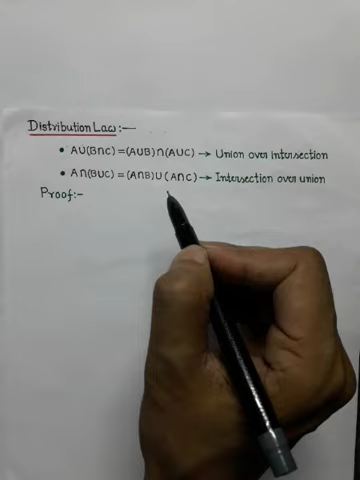 Distribution Law:-
• A∪(B∩C) = (A∪B)∩(A∪C) → Union over intersection
• A∩(B∪C) = (A∩B)∪(A∩C) → Intersection over union
Proof:-